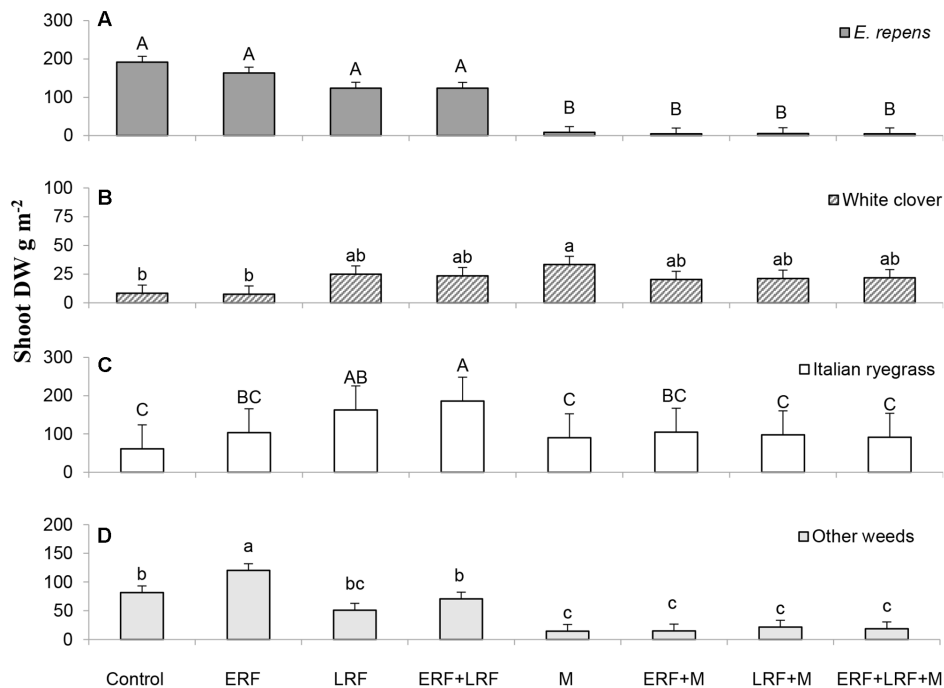 Shoot DW g m-2
A
E. repens
300
200
100
0
A A A A B B B B
B
White clover
100
75
50
25
0
b b ab ab a ab ab ab
C
Italian ryegrass
300
200
100
0
C BC AB A C BC C C
D
Other weeds
200
150
100
50
0
b a bc b c c c c
Control ERF LRF ERF+LRF M ERF+M LRF+M ERF+LRF+M